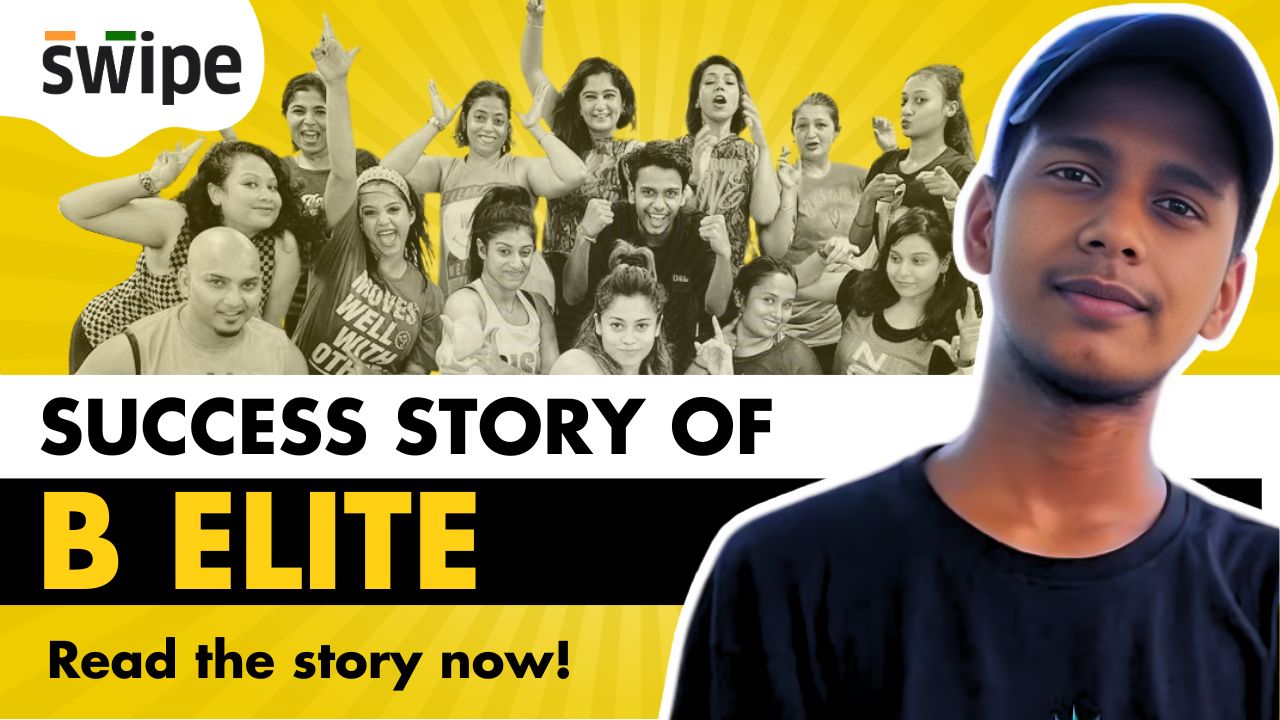 swipe
MOVES
WELL
WITH
SUCCESS STORY OF
B ELITE
Read the story now!